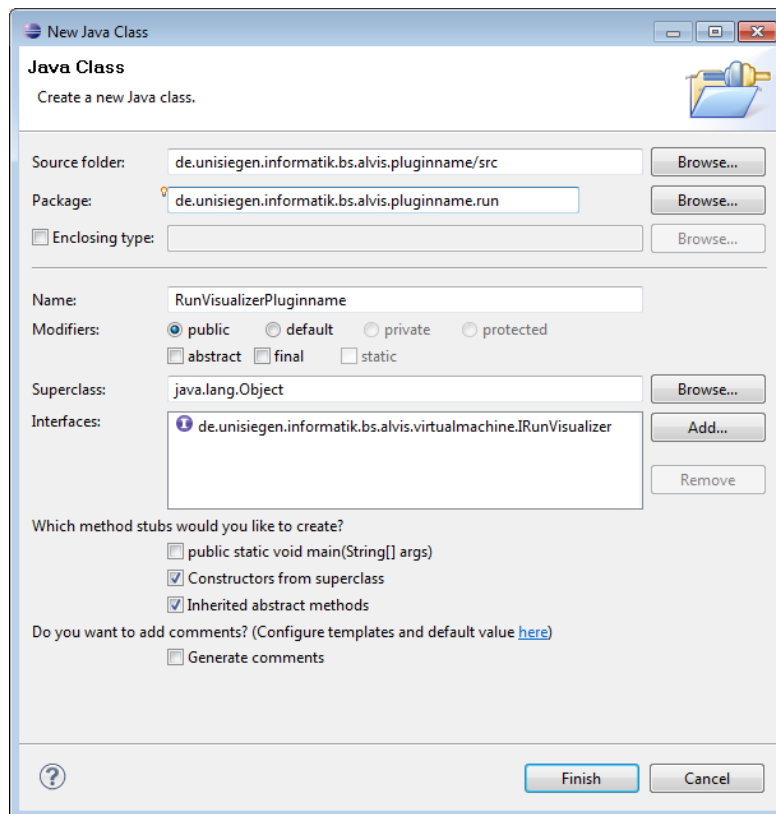 New Java Class
Java Class
Create a new Java class.
Source folder: de.unisiegen.informatik.bs.alvis.pluginname/src Browse...
Package: de.unisiegen.informatik.bs.alvis.pluginname.run Browse...
Enclosing type: Browse...
Name: RunVisualizerPluginname
Modifiers: public default private protected
abstract final static
Superclass: java.lang.Object Browse...
Interfaces: de.unisiegen.informatik.bs.alvis.virtualmachine.IRunVisualizer Add...
Remove
Which method stubs would you like to create?
public static void main(String[] args)
Constructors from superclass
Inherited abstract methods
Do you want to add comments? (Configure templates and default value here)
Generate comments
? Finish Cancel